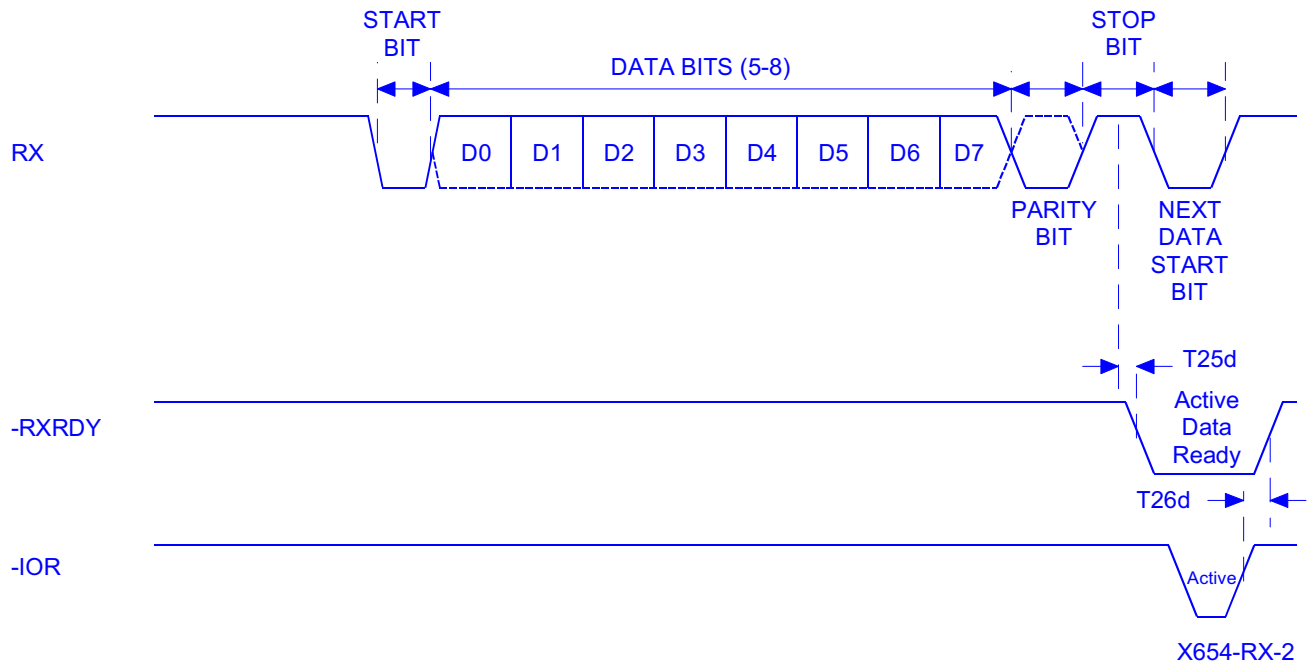 START
BIT
STOP
BIT
DATA BITS (5-8)
RX
D0 D1 D2 D3 D4 D5 D6 D7
PARITY
BIT
NEXT
DATA
START
BIT
T25d
-RXRDY
Active
Data
Ready
T26d
-IOR
Active
X654-RX-2